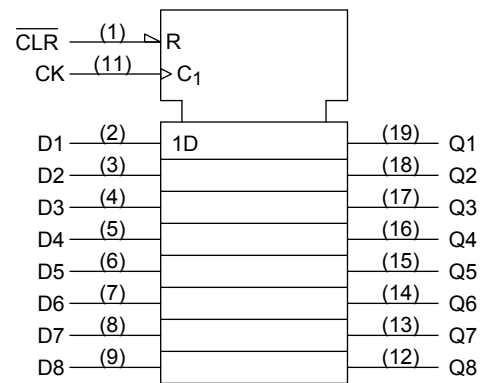 CLR (1) R
CK (11) C1
D1 (2) 1D (19) Q1
D2 (3) (18) Q2
D3 (4) (17) Q3
D4 (5) (16) Q4
D5 (6) (15) Q5
D6 (7) (14) Q6
D7 (8) (13) Q7
D8 (9) (12) Q8